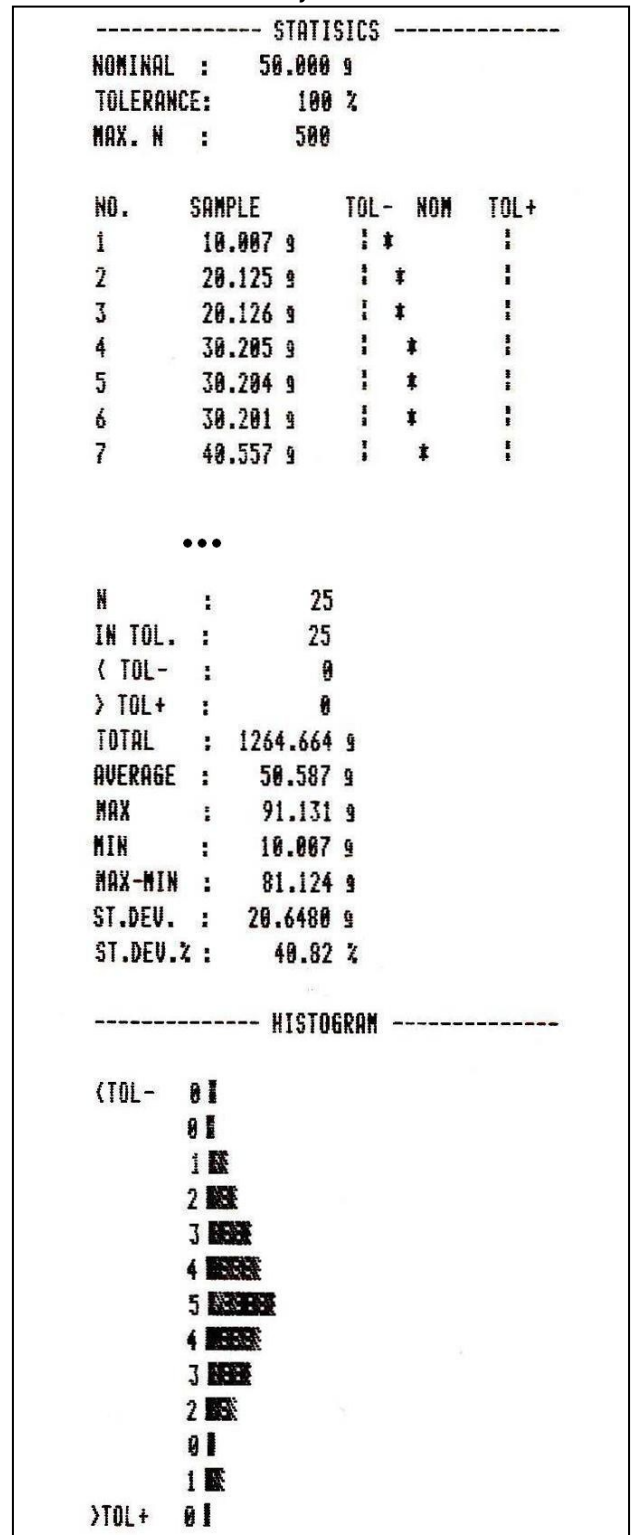 --------------- STATISICS ---------------
NOMINAL : 50.000 g
TOLERANCE: 100 %
MAX. N : 500
NO. SAMPLE TOL- NOM TOL+
1 10.007 g ¦ * ¦
2 20.125 g ¦ * ¦
3 20.126 g ¦ * ¦
4 30.205 g ¦ * ¦
5 30.204 g ¦ * ¦
6 30.201 g ¦ * ¦
7 40.557 g ¦ * ¦
•••
N : 25
IN TOL. : 25
< TOL- : 0
> TOL+ : 0
TOTAL : 1264.664 g
AVERAGE : 50.587 g
MAX : 91.131 g
MIN : 10.007 g
MAX-MIN : 81.124 g
ST.DEV. : 20.6480 g
ST.DEV.% : 40.82 %
--------------- HISTOGRAM ---------------
<TOL- 0
0
1
2
3
4
5
4
3
2
0
1
>TOL+ 0